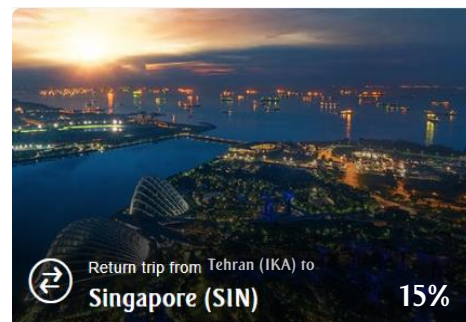 Return trip from Tehran (IKA) to
Singapore (SIN)
15%